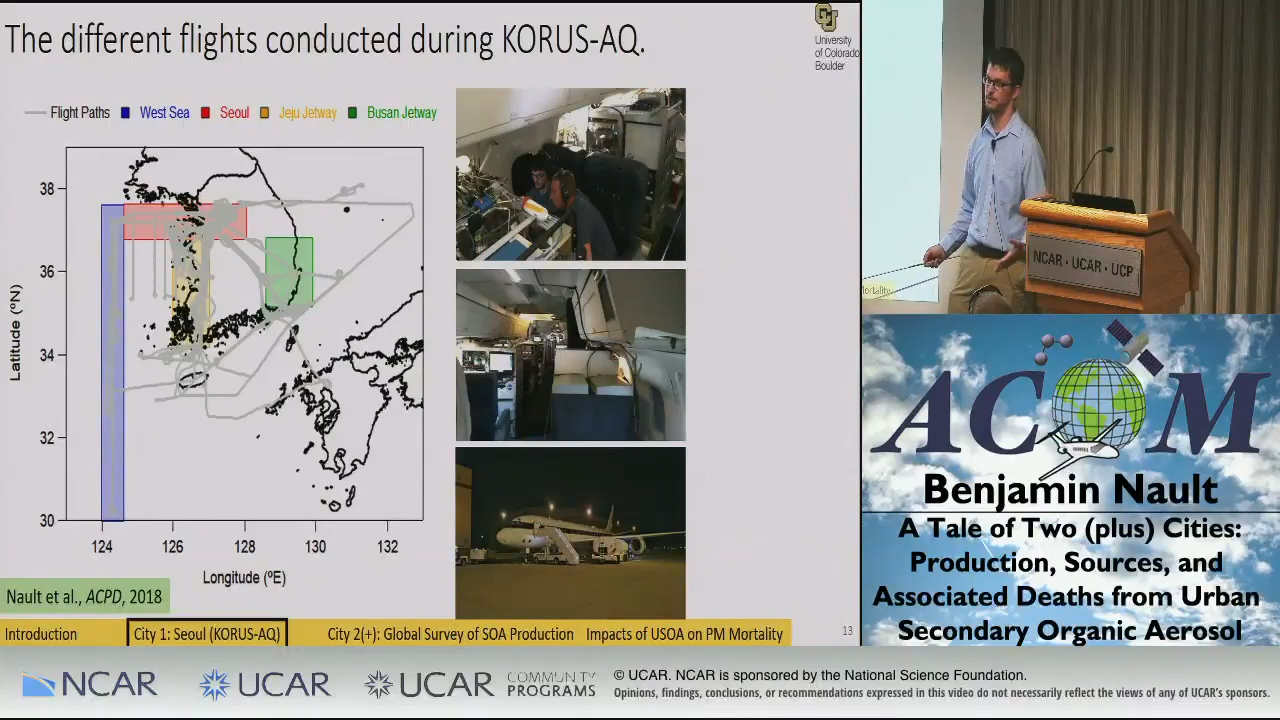 The different flights conducted during KORUS-AQ.
CU
University
of Colorado
Boulder
Flight Paths West Sea Seoul Jeju Jetway Busan Jetway
38
36
34
32
30
Latitude (ºN)
124 126 128 130 132
Longitude (ºE)
Nault et al., ACPD, 2018
Introduction City 1: Seoul (KORUS-AQ) City 2(+): Global Survey of SOA Production Impacts of USOA on PM Mortality 13
ortality
NCAR • UCAR • UCP
ACOM
Benjamin Nault
A Tale of Two (plus) Cities:
Production, Sources, and
Associated Deaths from Urban
Secondary Organic Aerosol
NCAR UCAR UCAR COMMUNITY PROGRAMS
© UCAR. NCAR is sponsored by the National Science Foundation.
Opinions, findings, conclusions, or recommendations expressed in this video do not necessarily reflect the views of any of UCAR's sponsors.